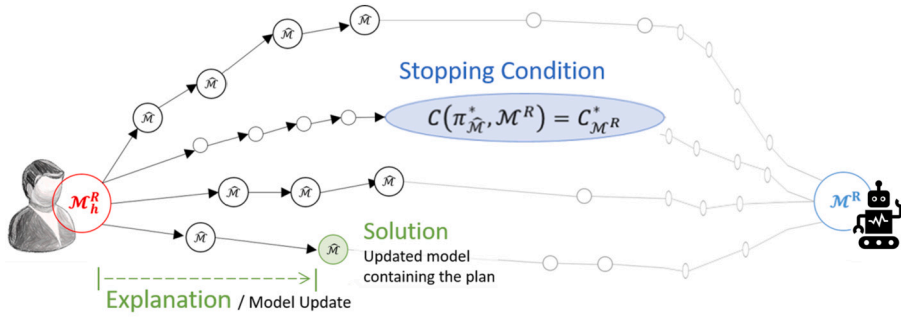 ℳ̂
ℳ̂
ℳ̂
ℳ̂
Stopping Condition
C(π*_ℳ̂, ℳ^R) = C*_ℳ^R
ℳ_h^R
ℳ̂
ℳ̂
ℳ̂
ℳ^R
ℳ̂
ℳ̂
Solution
Updated model
containing the plan
Explanation / Model Update